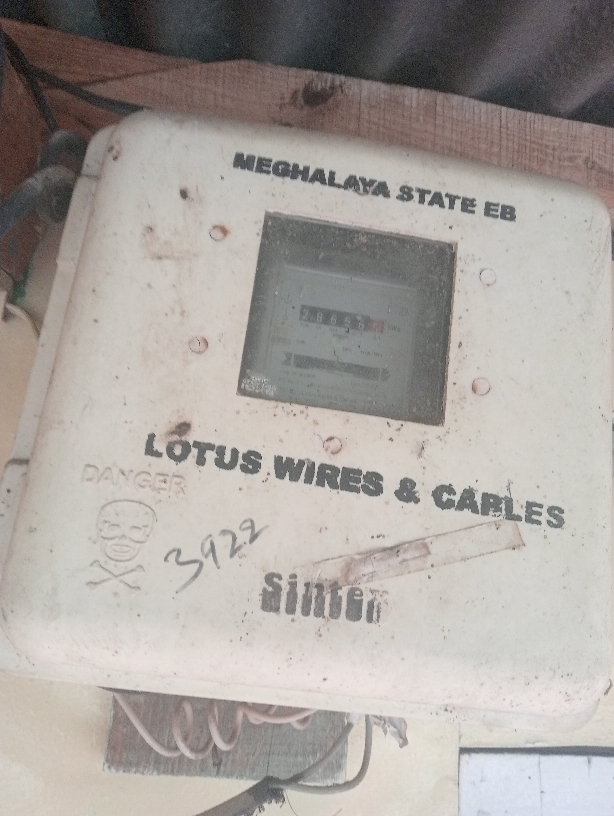 MEGHALAYA STATE EB
LOTUS WIRES & CABLES
DANGER
3922
Sintex